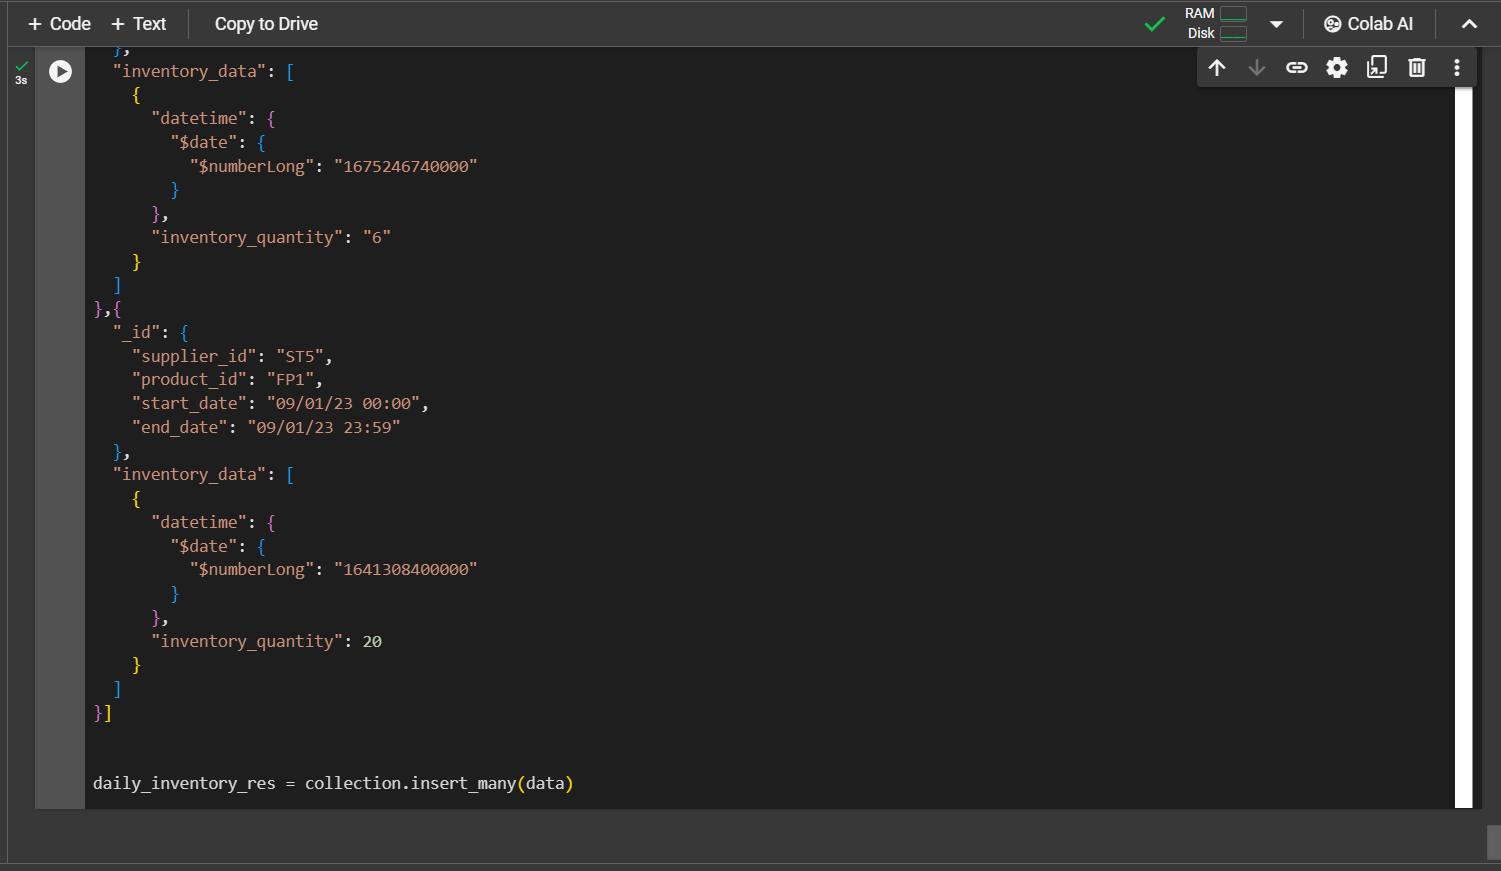 + Code + Text Copy to Drive RAM Disk Colab AI
3s
},
"inventory_data": [
{
"datetime": {
"$date": {
"$numberLong": "1675246740000"
}
},
"inventory_quantity": "6"
}
]
},{
"_id": {
"supplier_id": "ST5",
"product_id": "FP1",
"start_date": "09/01/23 00:00",
"end_date": "09/01/23 23:59"
},
"inventory_data": [
{
"datetime": {
"$date": {
"$numberLong": "1641308400000"
}
},
"inventory_quantity": 20
}
]
}]
daily_inventory_res = collection.insert_many(data)